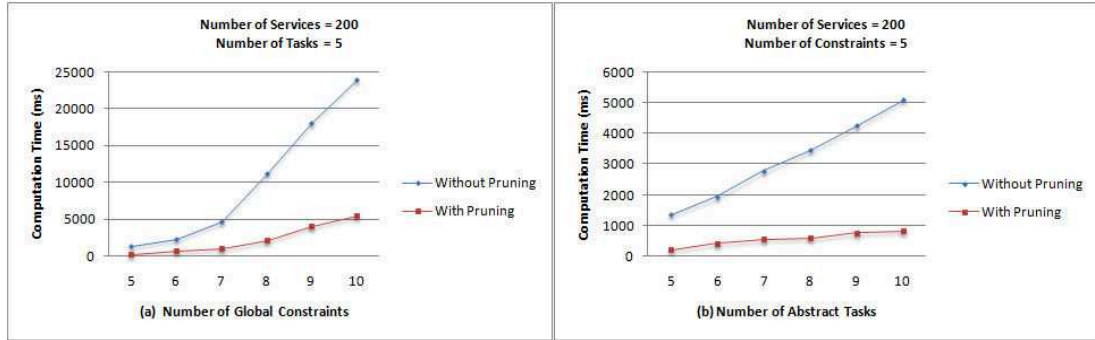 Number of Services = 200
Number of Tasks = 5
25000
20000
15000
10000
5000
0
Computation Time (ms)
5 6 7 8 9 10
Without Pruning
With Pruning
(a) Number of Global Constraints
Number of Services = 200
Number of Constraints = 5
6000
5000
4000
3000
2000
1000
0
Computation Time (ms)
5 6 7 8 9 10
Without Pruning
With Pruning
(b) Number of Abstract Tasks